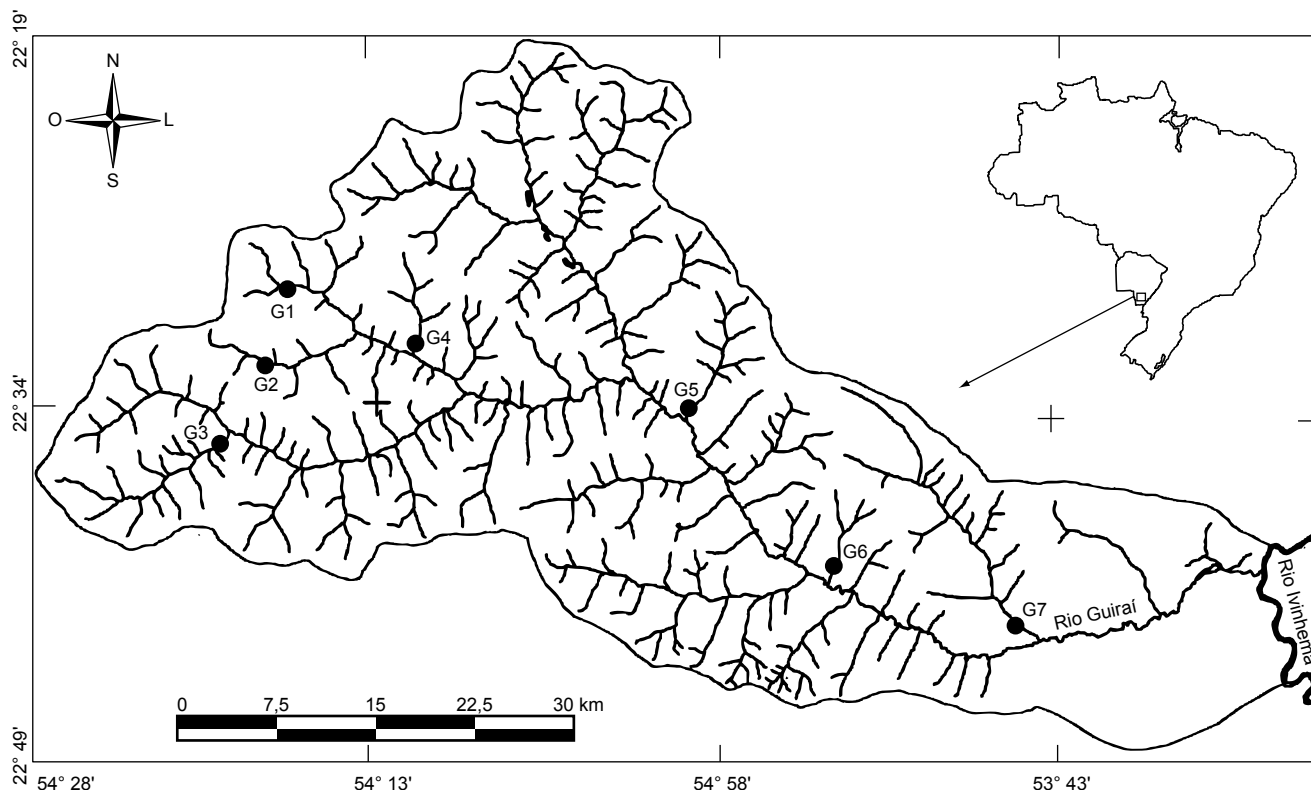 22° 19'
N
O
L
S
G1
G4
G2
22° 34'
G3
G5
G6
G7
Rio Guiraí
Rio Ivinhema
0
7,5
15
22,5
30 km
22° 49'
54° 28'
54° 13'
54° 58'
53° 43'